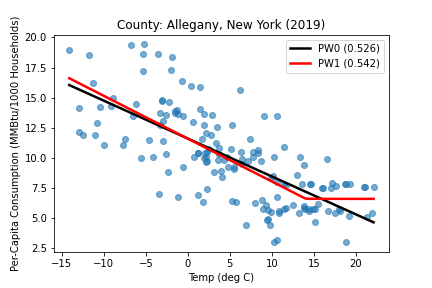 County: Allegany, New York (2019)
Per-Capita Consumption (MMBtu/1000 Households)
20.0
17.5
15.0
12.5
10.0
7.5
5.0
2.5
PW0 (0.526)
PW1 (0.542)
−15 −10 −5 0 5 10 15 20
Temp (deg C)